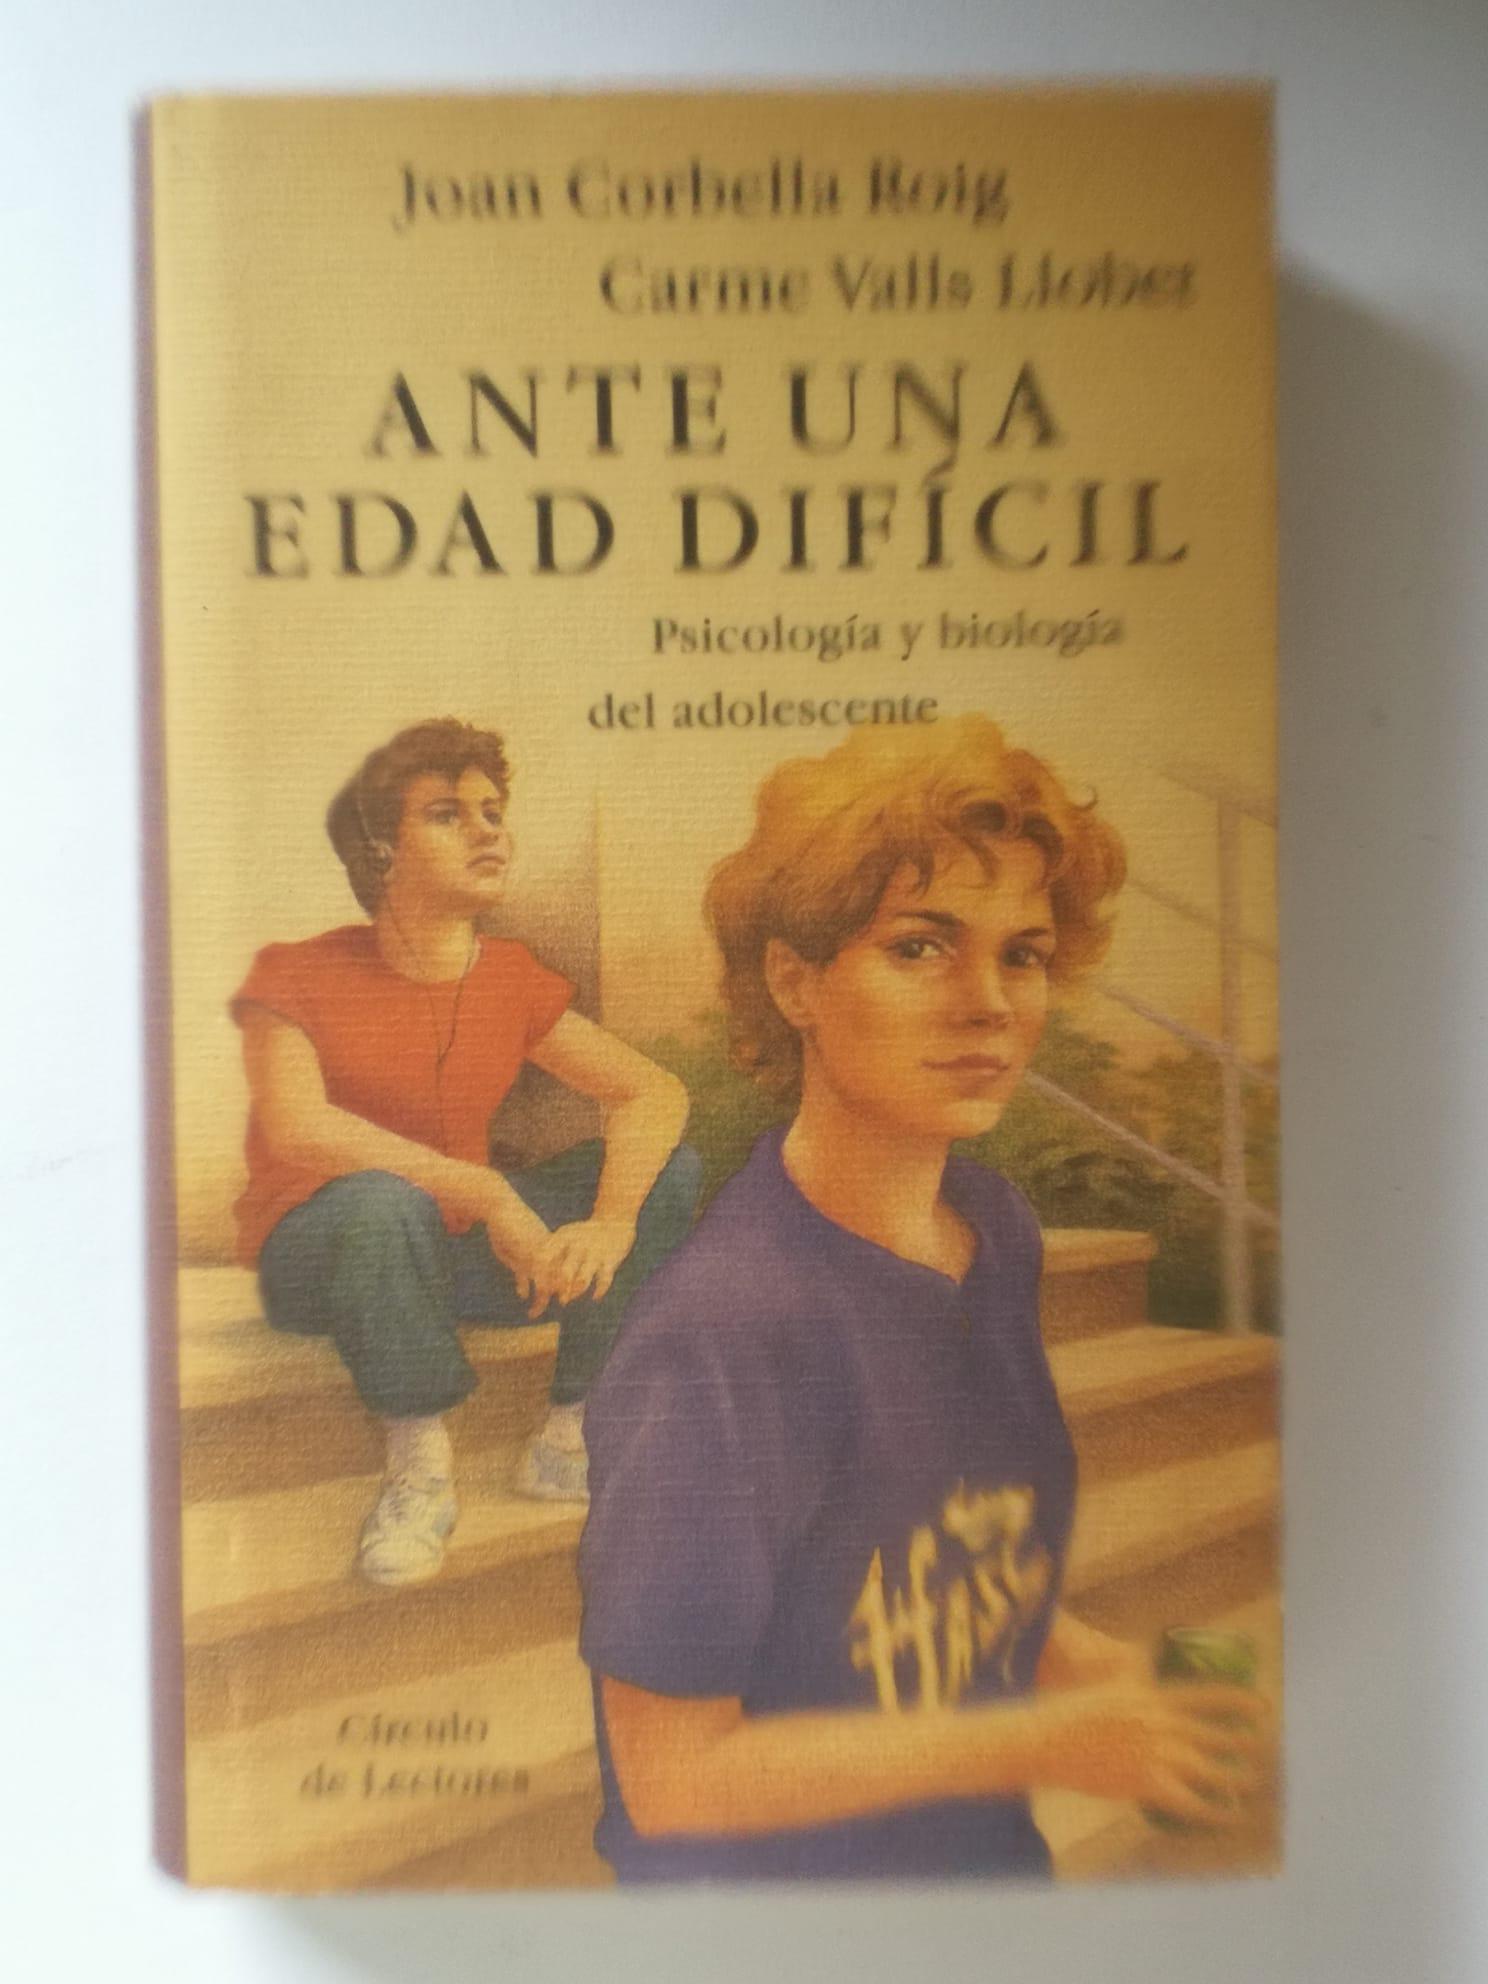 Joan Corbella Roig
Carme Valls Llobet
ANTE UNA
EDAD DIFÍCIL
Psicología y biología
del adolescente
Círculo
de Lectores